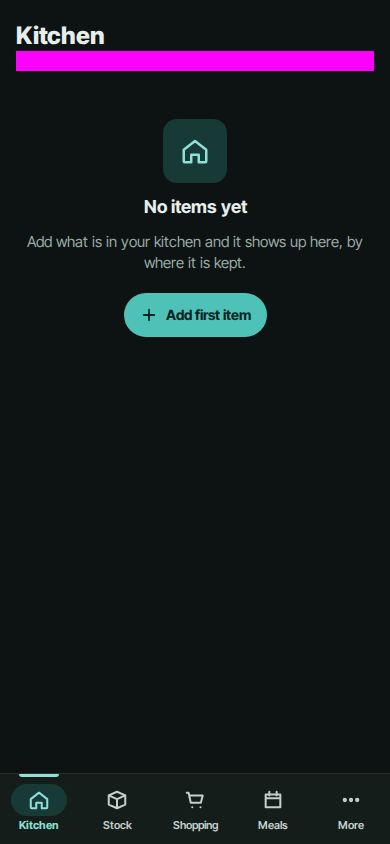 Kitchen
No items yet
Add what is in your kitchen and it shows up here, by
where it is kept.
Add first item
Kitchen
Stock
Shopping
Meals
More